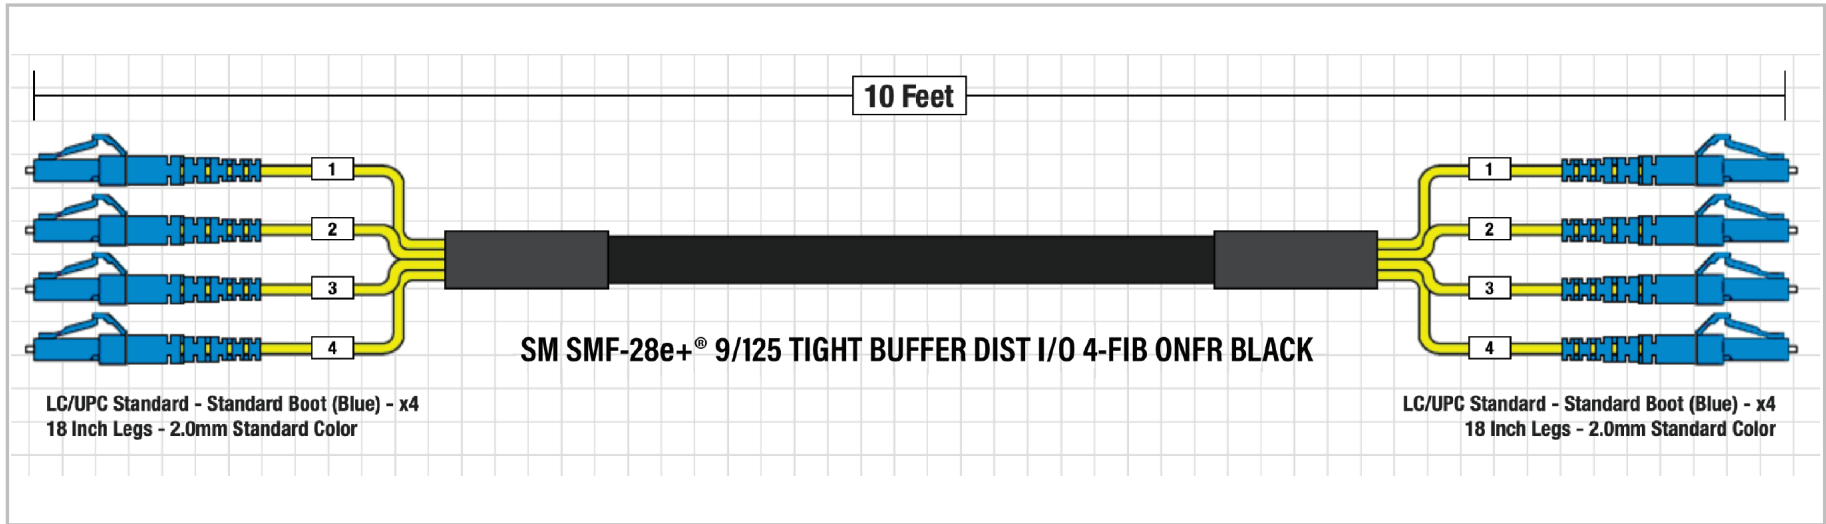 10 Feet
1
1
2
2
3
3
4
4
SM SMF-28e+® 9/125 TIGHT BUFFER DIST I/O 4-FIB ONFR BLACK
LC/UPC Standard - Standard Boot (Blue) - x4
18 Inch Legs - 2.0mm Standard Color
LC/UPC Standard - Standard Boot (Blue) - x4
18 Inch Legs - 2.0mm Standard Color